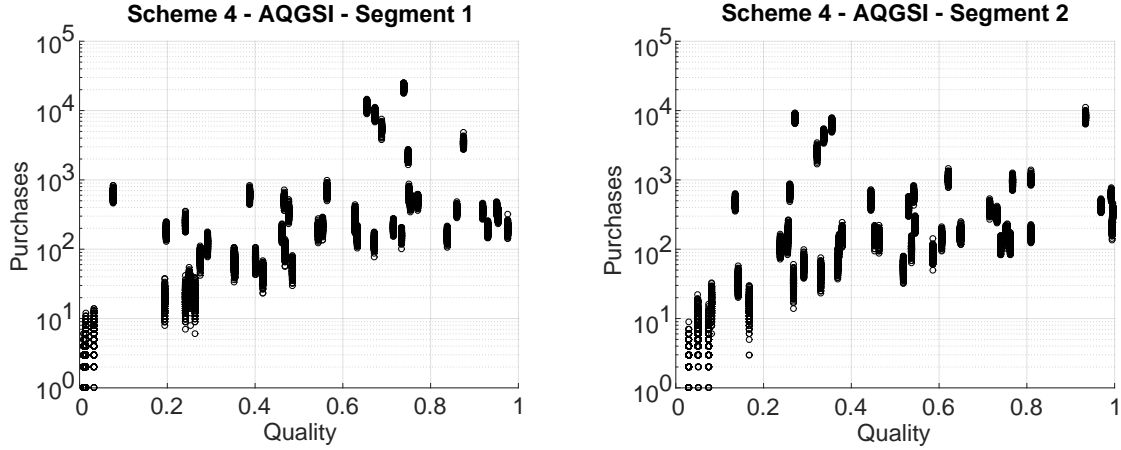 Scheme 4 - AQGSI - Segment 1
10^5
10^4
10^3
10^2
10^1
10^0
Purchases
0 0.2 0.4 0.6 0.8 1
Quality
Scheme 4 - AQGSI - Segment 2
10^5
10^4
10^3
10^2
10^1
10^0
Purchases
0 0.2 0.4 0.6 0.8 1
Quality